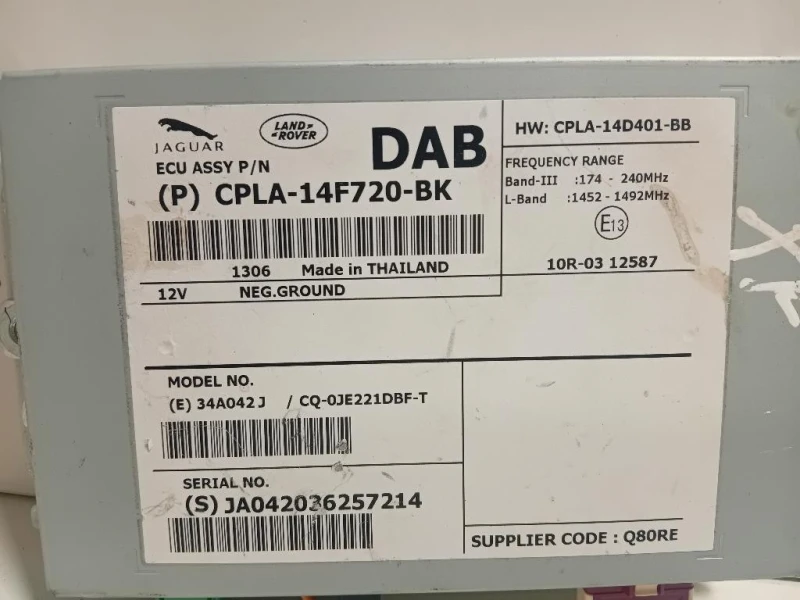 JAGUAR
LAND ROVER
DAB
ECU ASSY P/N
(P) CPLA-14F720-BK
1306 Made in THAILAND
12V NEG.GROUND
HW: CPLA-14D401-BB
FREQUENCY RANGE
Band-III :174 - 240MHz
L-Band :1452 - 1492MHz
E13
10R-03 12587
MODEL NO.
(E) 34A042J / CQ-0JE221DBF-T
SERIAL NO.
(S) JA042036257214
SUPPLIER CODE : Q80RE